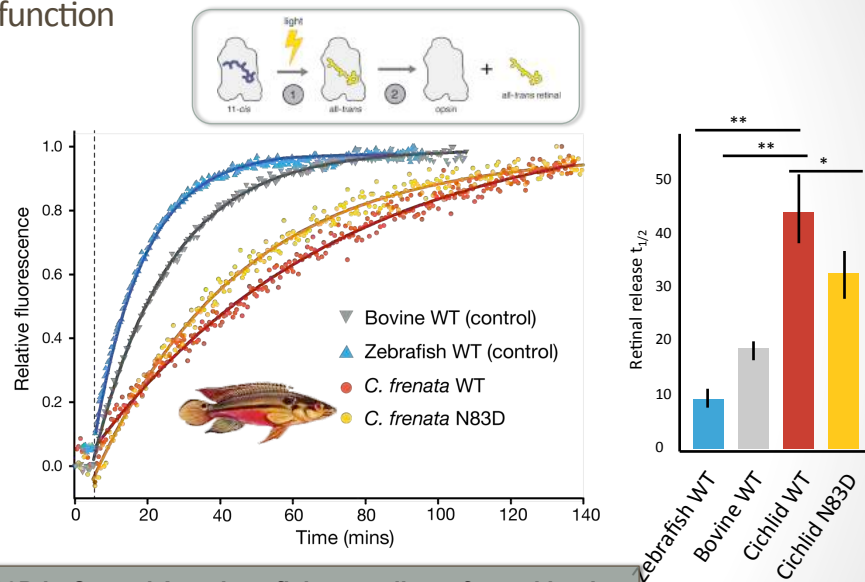 function
light
1
2
+
11-cis
all-trans
opsin
all-trans retinal
Relative fluorescence
1.0
0.8
0.6
0.4
0.2
0.0
Bovine WT (control)
Zebrafish WT (control)
C. frenata WT
C. frenata N83D
0 20 40 60 80 100 120 140
Time (mins)
**
**
*
Retinal release t1/2
50
40
30
20
10
0
Zebrafish WT
Bovine WT
Cichlid WT
Cichlid N83D